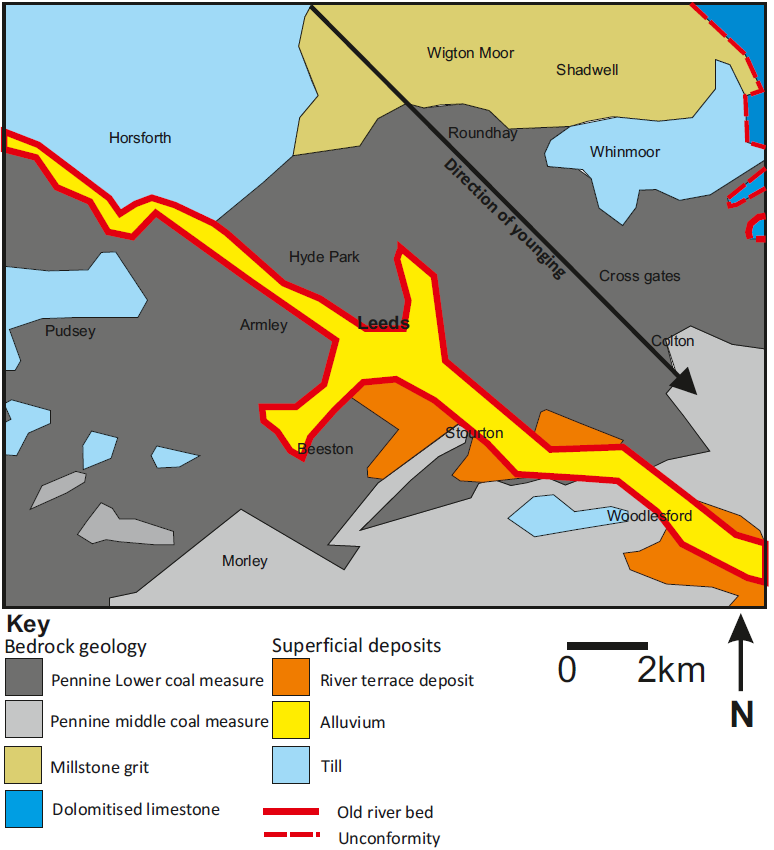 Wigton Moor
Shadwell
Horsforth
Roundhay
Whinmoor
Direction of younging
Hyde Park
Cross gates
Pudsey
Armley
Leeds
Colton
Stourton
Beeston
Woodlesford
Morley
Key
Bedrock geology
Superficial deposits
Pennine Lower coal measure
River terrace deposit
Pennine middle coal measure
Alluvium
Millstone grit
Till
Dolomitised limestone
Old river bed
Unconformity
0 2km
N